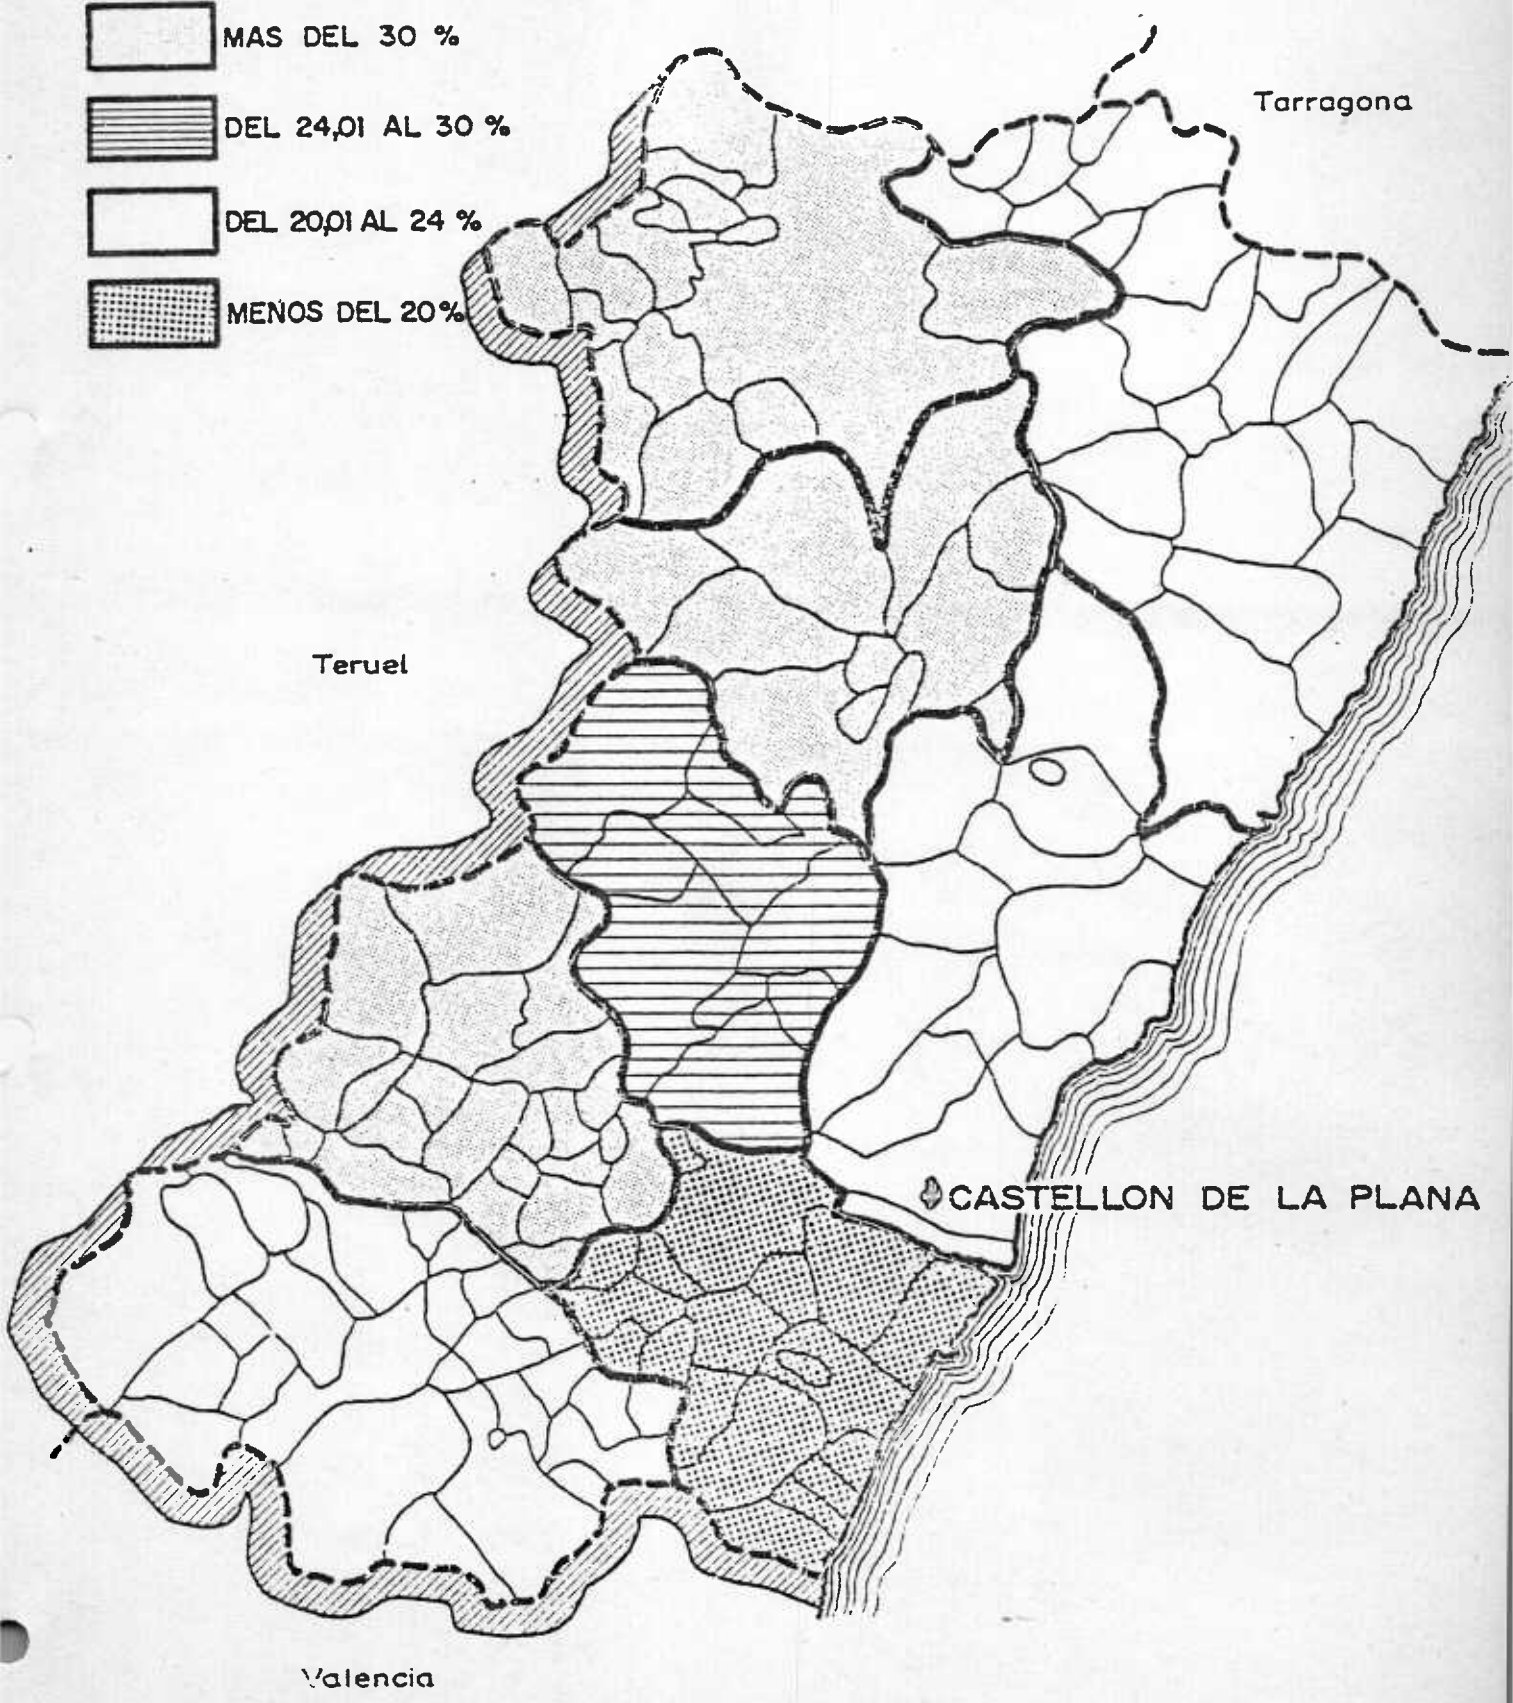 MAS DEL 30 %
Tarragona
DEL 24,01 AL 30 %
DEL 20,01 AL 24 %
MENOS DEL 20%
Teruel
CASTELLON DE LA PLANA
Valencia